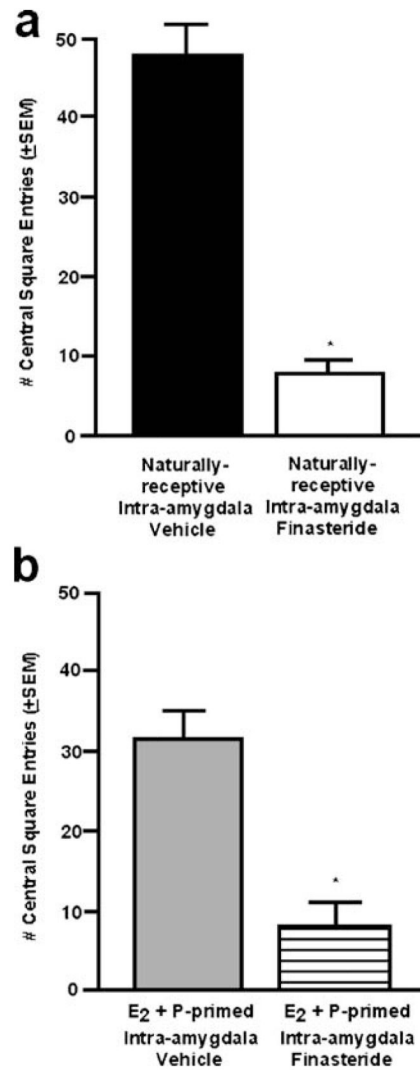 a
# Central Square Entries (±SEM)
50
40
30
20
10
0
*
Naturally-
receptive
Intra-amygdala
Vehicle
Naturally-
receptive
Intra-amygdala
Finasteride
b
# Central Square Entries (±SEM)
50
40
30
20
10
0
*
E2 + P-primed
Intra-amygdala
Vehicle
E2 + P-primed
Intra-amygdala
Finasteride